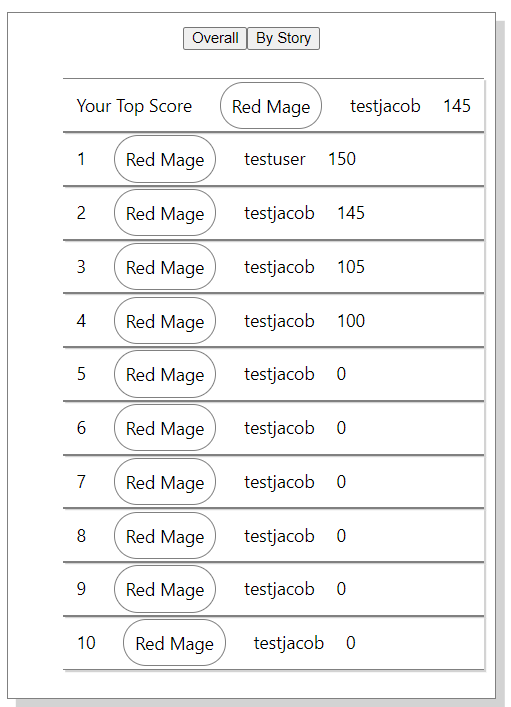 Overall By Story
Your Top Score Red Mage testjacob 145
1 Red Mage testuser 150
2 Red Mage testjacob 145
3 Red Mage testjacob 105
4 Red Mage testjacob 100
5 Red Mage testjacob 0
6 Red Mage testjacob 0
7 Red Mage testjacob 0
8 Red Mage testjacob 0
9 Red Mage testjacob 0
10 Red Mage testjacob 0